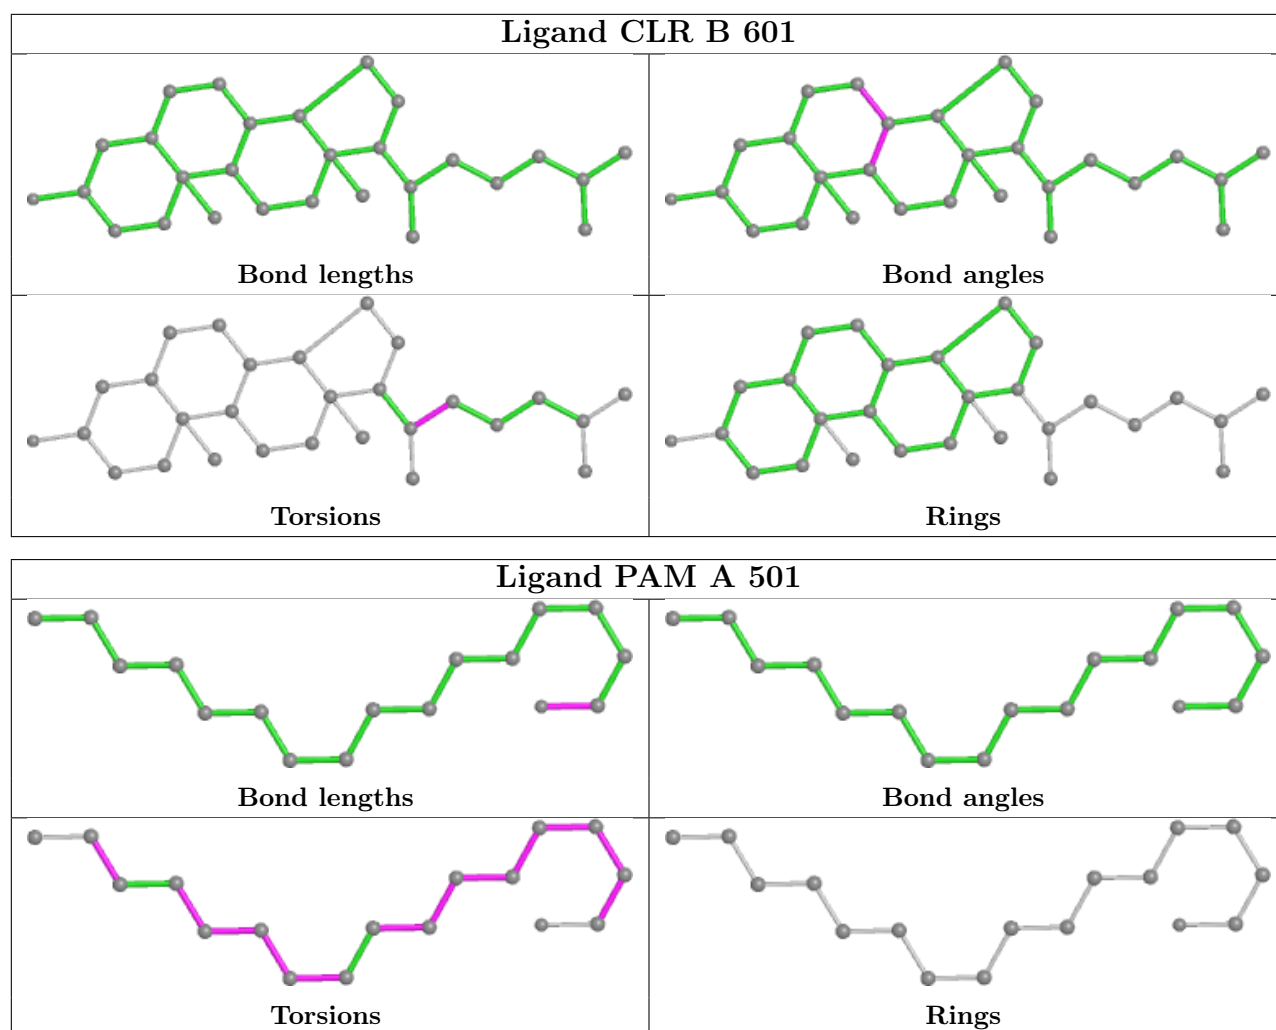 Ligand CLR B 601
Bond lengths
Bond angles
Torsions
Rings
Ligand PAM A 501
Bond lengths
Bond angles
Torsions
Rings